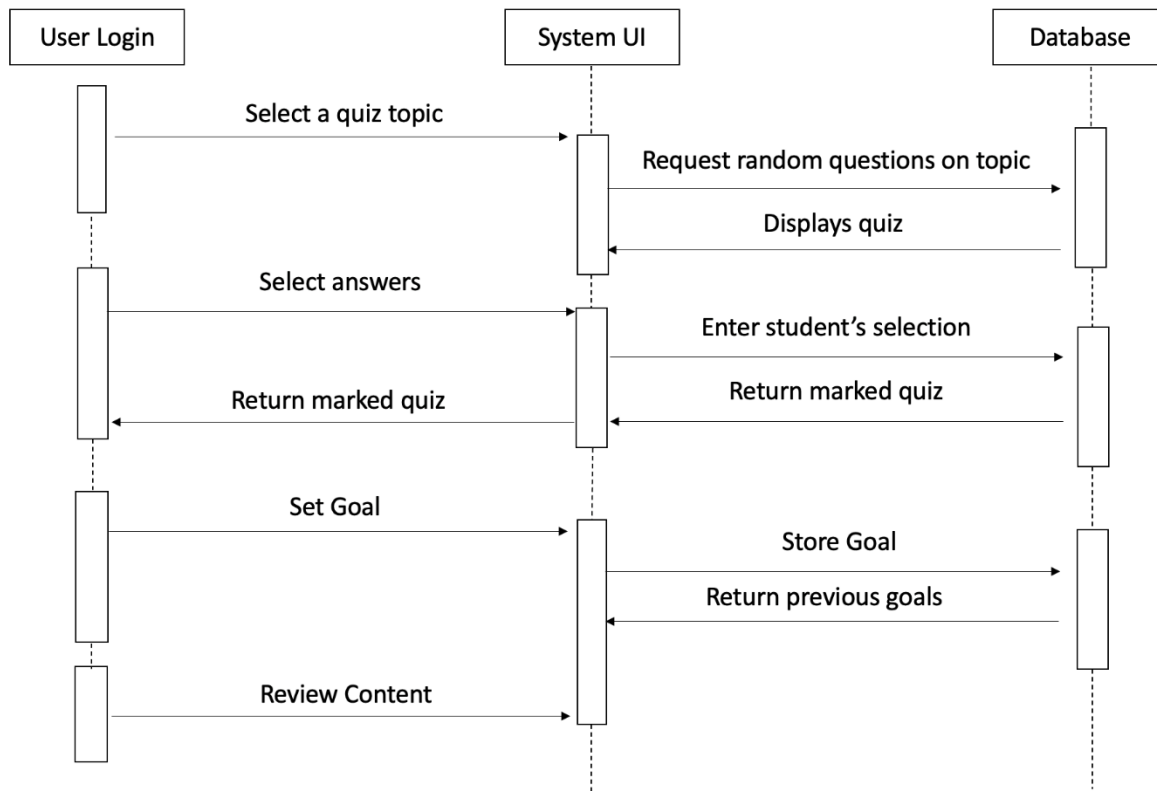 User Login
System UI
Database
Select a quiz topic
Request random questions on topic
Displays quiz
Select answers
Enter student’s selection
Return marked quiz
Return marked quiz
Set Goal
Store Goal
Return previous goals
Review Content